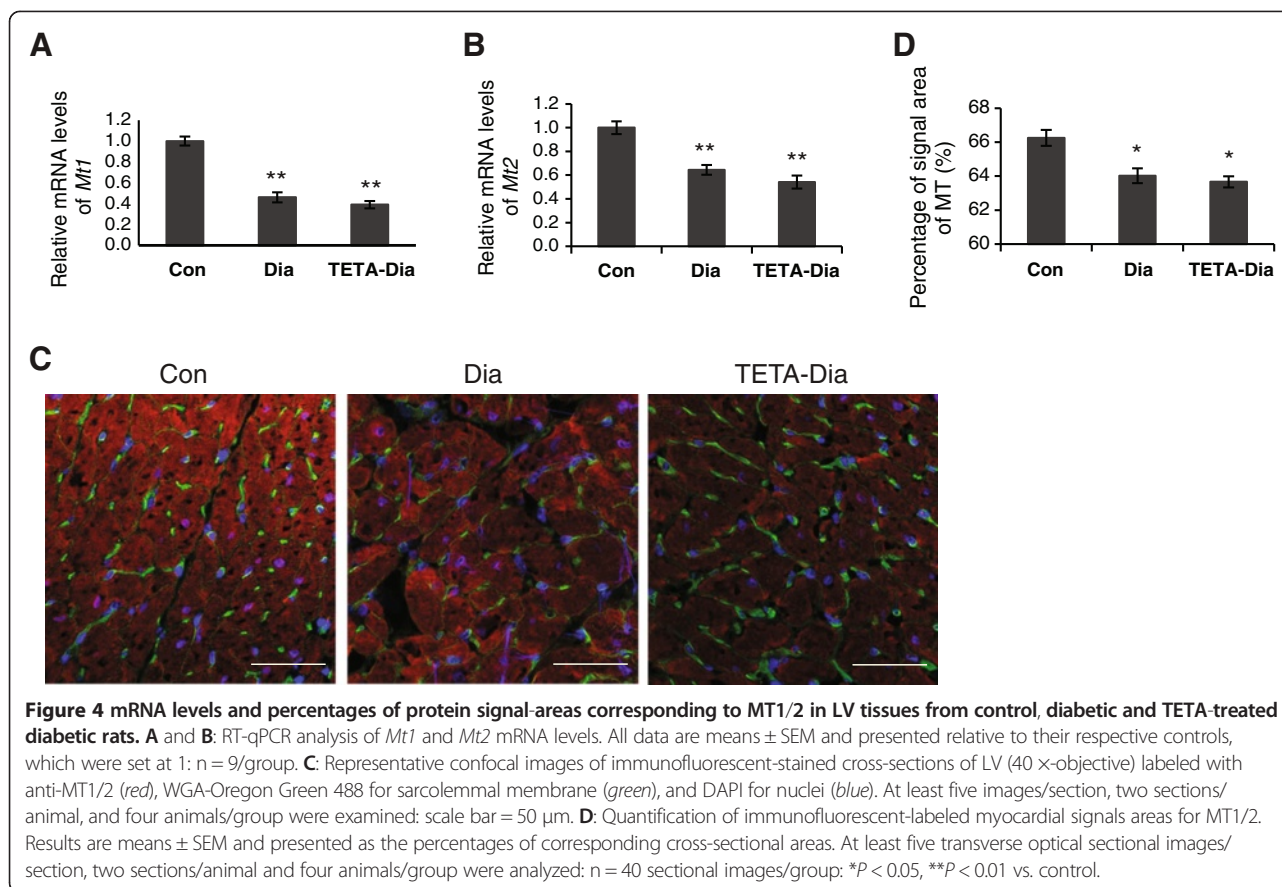 A
Relative mRNA levels
of Mt1
1.2
1.0
0.8
0.6
0.4
0.2
0.0
**
**
Con Dia TETA-Dia
B
Relative mRNA levels
of Mt2
1.2
1.0
0.8
0.6
0.4
0.2
0.0
**
**
Con Dia TETA-Dia
D
Percentage of signal area
of MT (%)
68
66
64
62
60
*
*
Con Dia TETA-Dia
C
Con Dia TETA-Dia
Figure 4 mRNA levels and percentages of protein signal-areas corresponding to MT1/2 in LV tissues from control, diabetic and TETA-treated
diabetic rats. A and B: RT-qPCR analysis of Mt1 and Mt2 mRNA levels. All data are means ± SEM and presented relative to their respective controls,
which were set at 1: n = 9/group. C: Representative confocal images of immunofluorescent-stained cross-sections of LV (40 ×-objective) labeled with
anti-MT1/2 (red), WGA-Oregon Green 488 for sarcolemmal membrane (green), and DAPI for nuclei (blue). At least five images/section, two sections/
animal, and four animals/group were examined: scale bar = 50 μm. D: Quantification of immunofluorescent-labeled myocardial signals areas for MT1/2.
Results are means ± SEM and presented as the percentages of corresponding cross-sectional areas. At least five transverse optical sectional images/
section, two sections/animal and four animals/group were analyzed: n = 40 sectional images/group: *P < 0.05, **P < 0.01 vs. control.